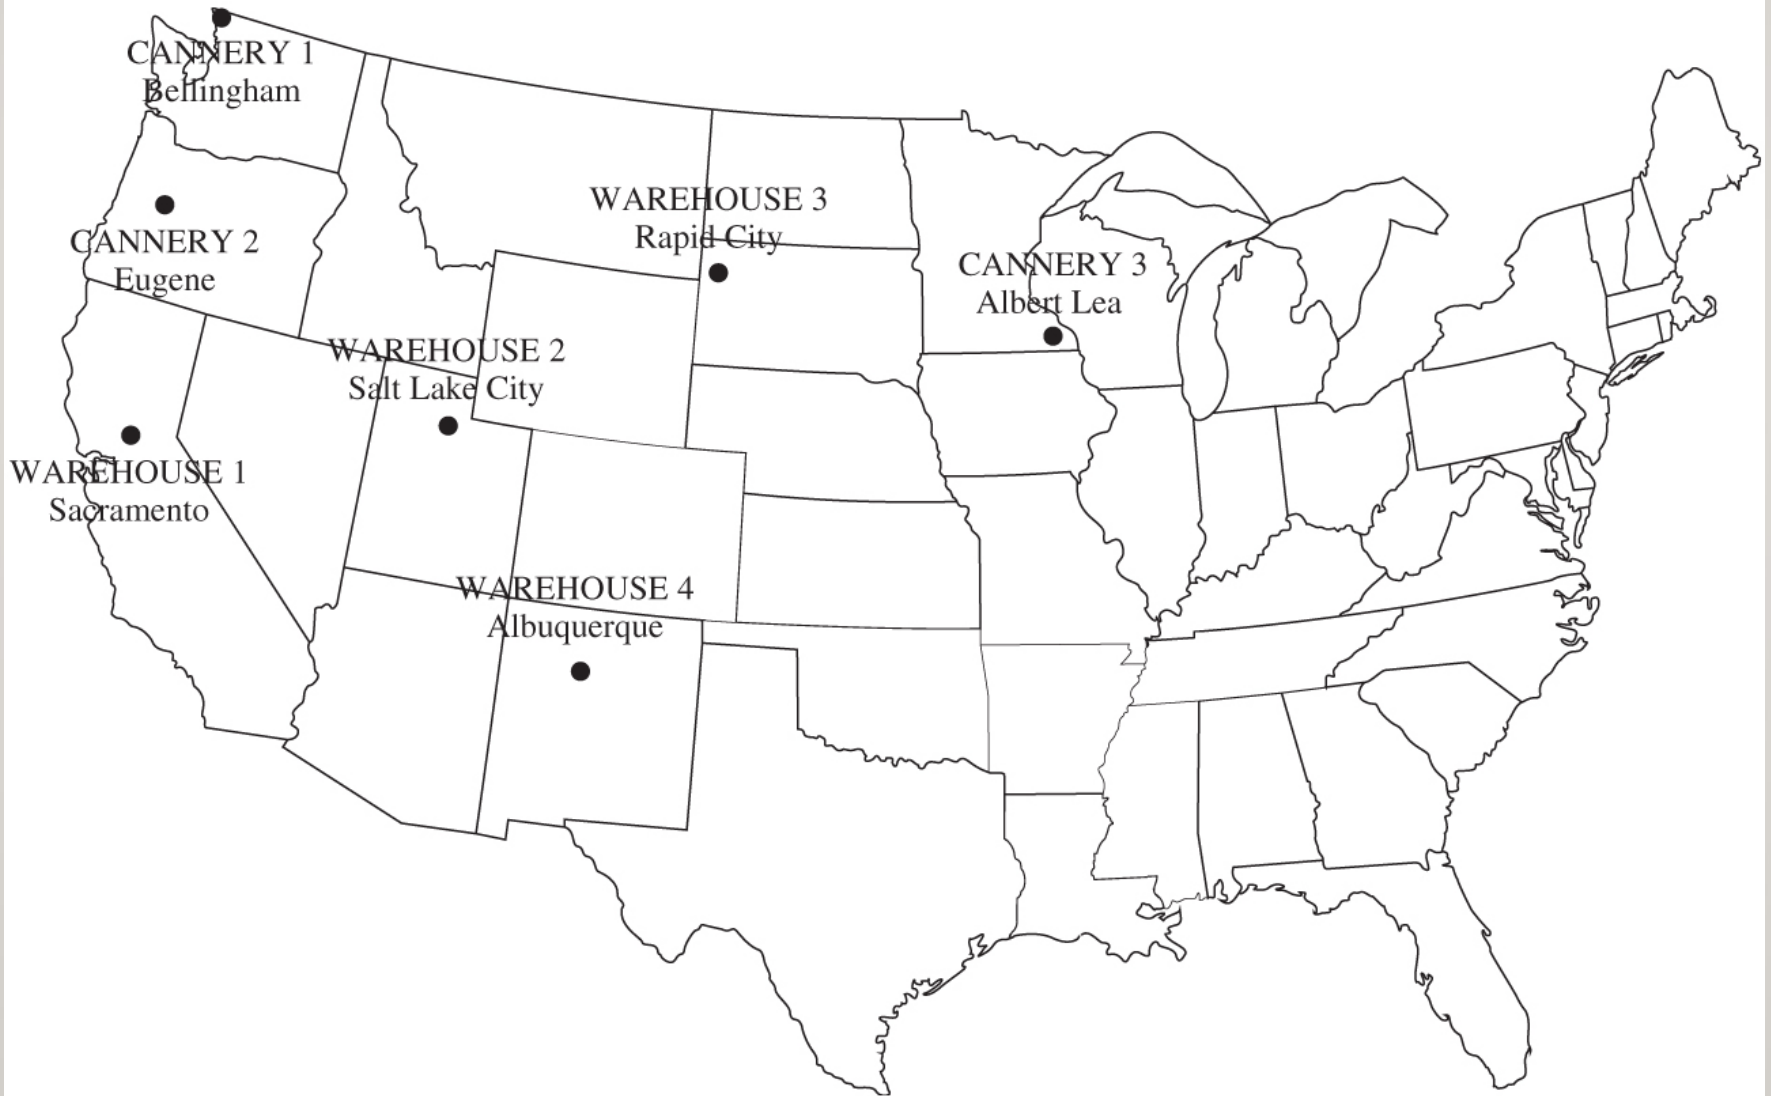 CANNERY 1
Bellingham
WAREHOUSE 3
Rapid City
CANNERY 2
Eugene
CANNERY 3
Albert Lea
WAREHOUSE 2
Salt Lake City
WAREHOUSE 1
Sacramento
WAREHOUSE 4
Albuquerque